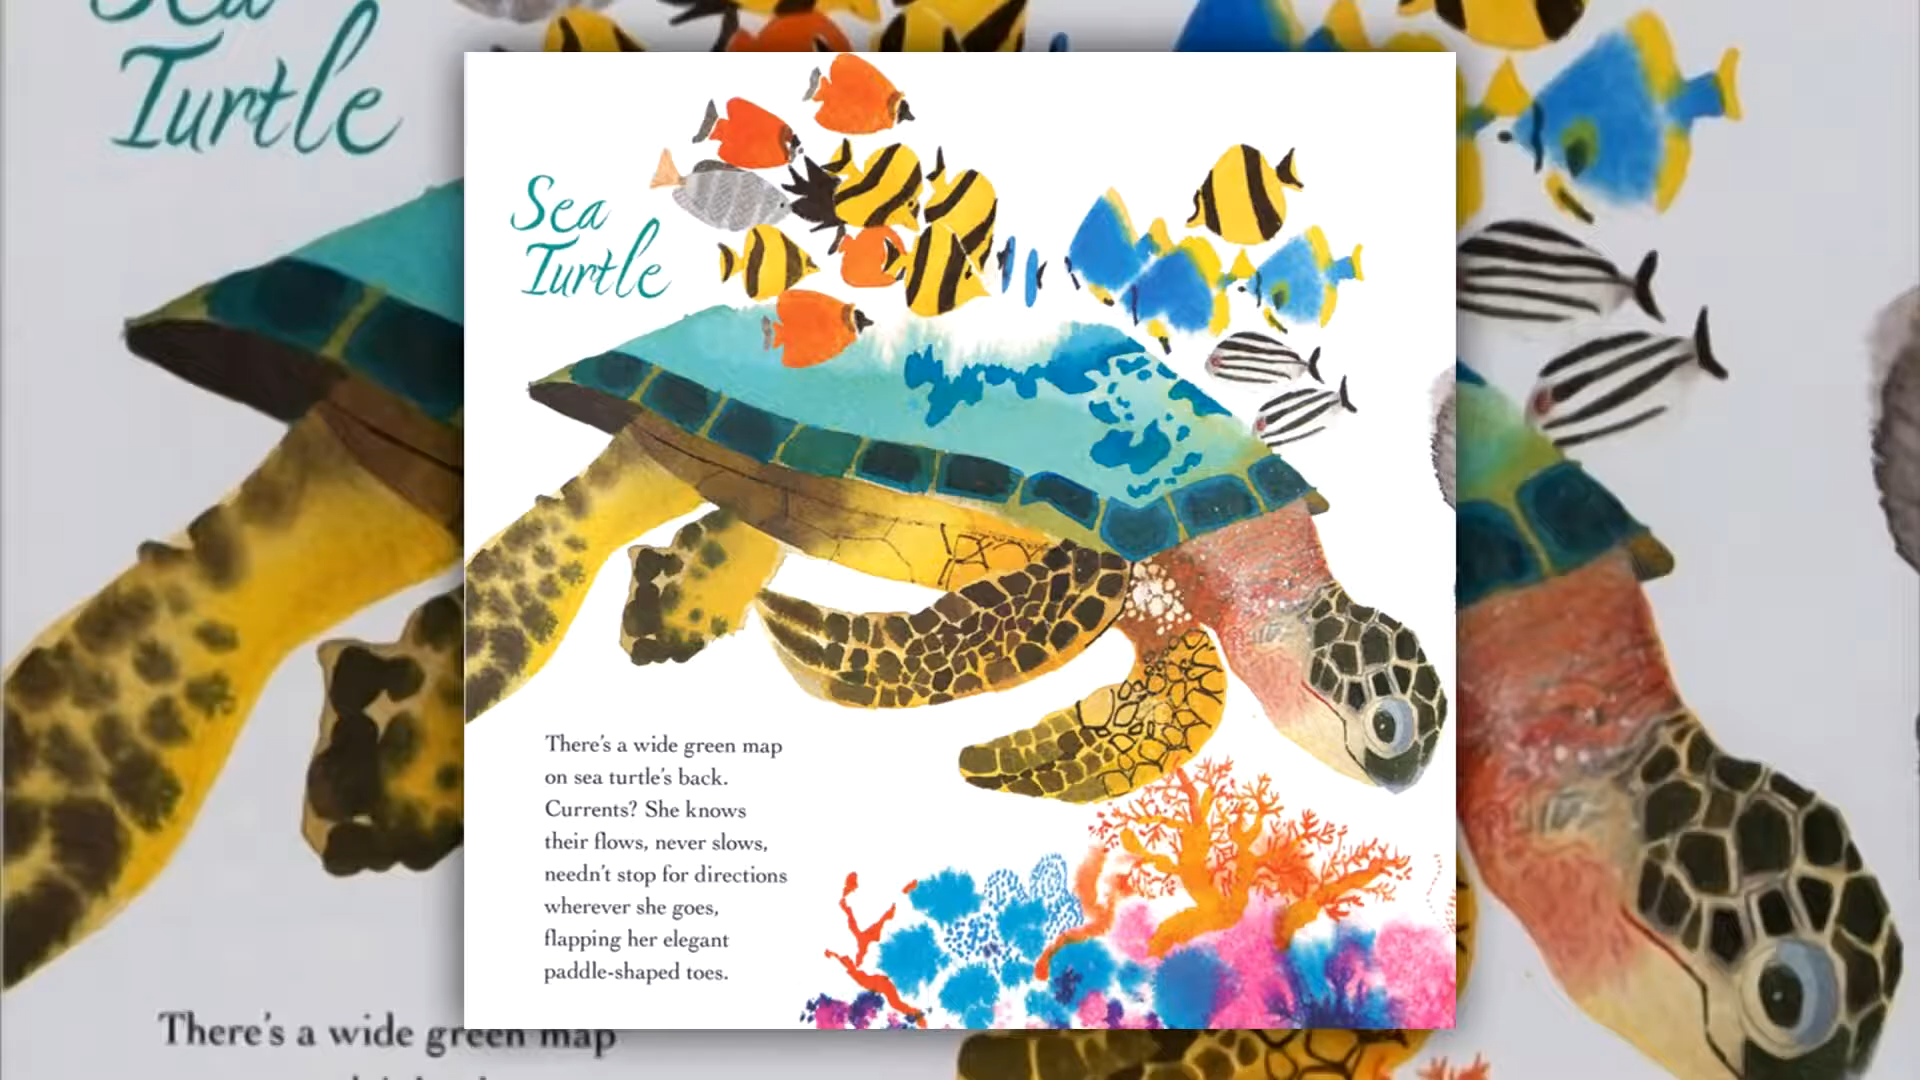 Sea
Turtle
Sea
Turtle
There's a wide green map
on sea turtle's back.
Currents? She knows
their flows, never slows,
needn't stop for directions
wherever she goes,
flapping her elegant
paddle-shaped toes.
There's a wide green map